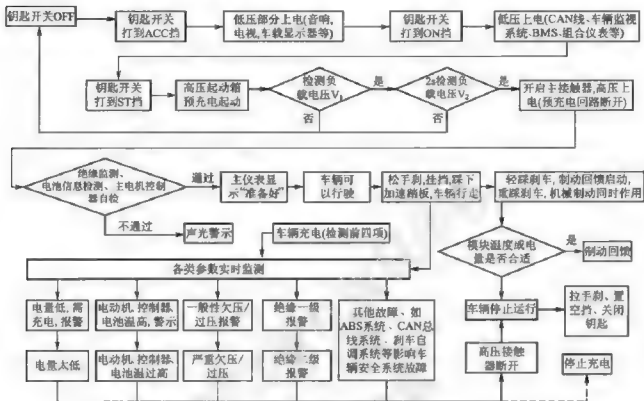 钥匙开关OFF
钥匙开关
打到ACC挡
低压部分上电(音响,
电视,车载显示器等)
钥匙开关
打到ON挡
低压上电(CAN线、车辆监视
系统、BMS、组合仪表等)
钥匙开关
打到ST挡
高压起动箱
预充电起动
检测负
载电压V₁
是
否
2s检测负
载电压V₂
是
否
开启主接触器,高压上
电(预充电回路断开)
绝缘监测、
电池信息检测、主电机控制
器自检
通过
不通过
声光警示
主仪表显
示“准备好”
车辆可
以行驶
松手刹,挂挡,踩下
加速踏板,车辆行走
轻踩刹车,制动回馈启动,
重踩刹车,机械制动同时作用
车辆充电(检测前四项)
模块温度或电
量是否合适
是
制动回馈
否
各类参数实时监测
电量低,需
充电,报警
电动机,控制器,
电池温高,警示
一般性欠压/
过压报警
绝缘一级
报警
其他故障、如
ABS系统、CAN总
线系统、刹车自
调系统等影响车
辆安全系统故障
车辆停止运行
拉手刹、置
空挡、关闭
钥匙
电量太低
电动机,控制器,
电池温过高
严重欠压/
过压
绝缘二级
报警
高压接触
器断开
停止充电